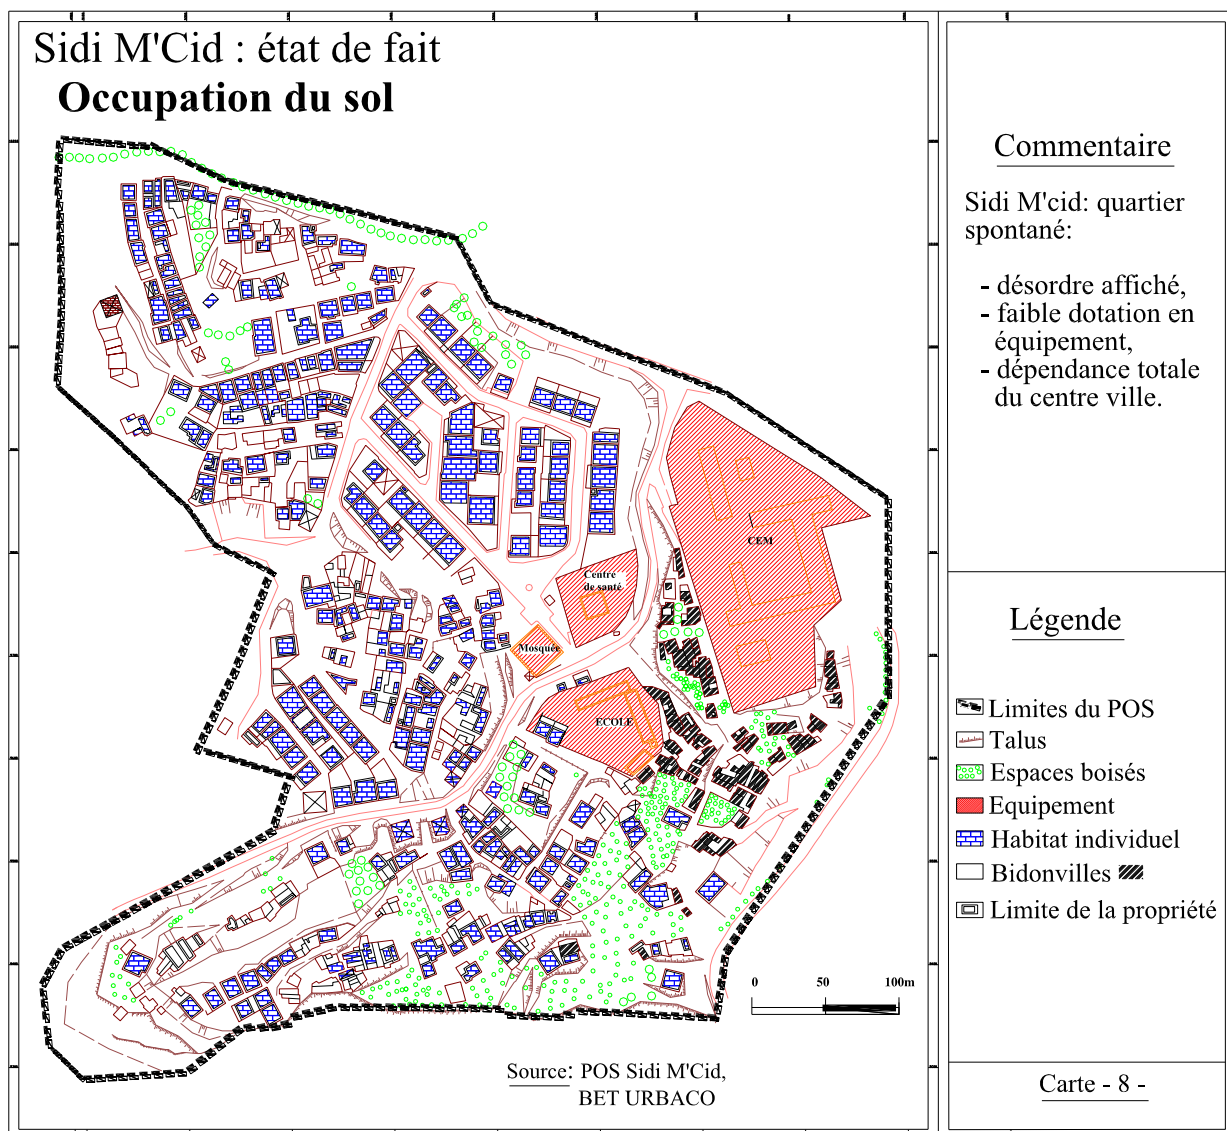 Sidi M'Cid : état de fait
Occupation du sol
CEM
Centre
de santé
Mosquée
ECOLE
0 50 100m
Source: POS Sidi M'Cid,
BET URBACO
Commentaire
Sidi M'cid: quartier
spontané:
- désordre affiché,
- faible dotation en
équipement,
- dépendance totale
du centre ville.
Légende
Limites du POS
Talus
Espaces boisés
Equipement
Habitat individuel
Bidonvilles
Limite de la propriété
Carte - 8 -